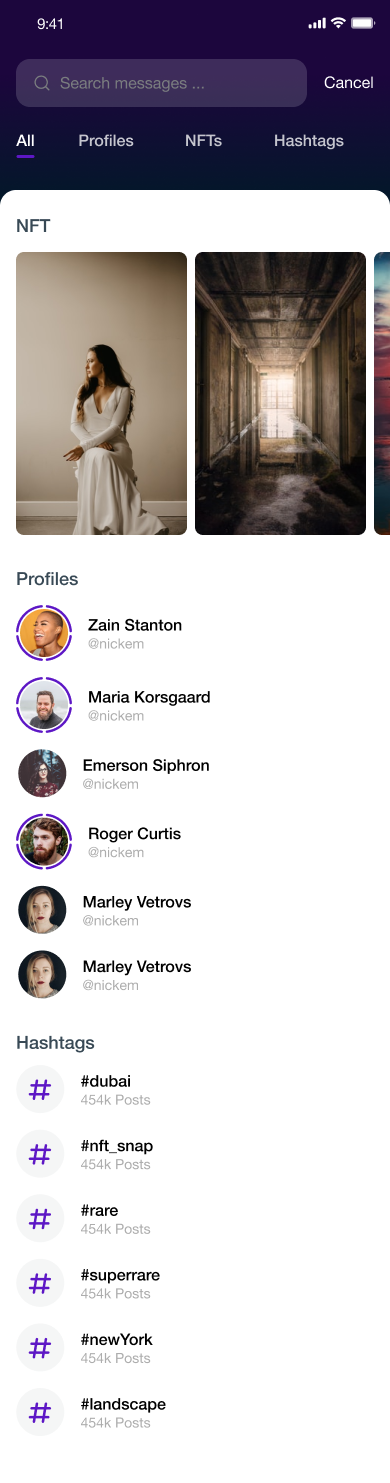 9:41
Search messages ...
Cancel
All Profiles NFTs Hashtags
NFT
Profiles
Zain Stanton
@nickem
Maria Korsgaard
@nickem
Emerson Siphron
@nickem
Roger Curtis
@nickem
Marley Vetrovs
@nickem
Marley Vetrovs
@nickem
Hashtags
#dubai
454k Posts
#nft_snap
454k Posts
#rare
454k Posts
#superrare
454k Posts
#newYork
454k Posts
#landscape
454k Posts